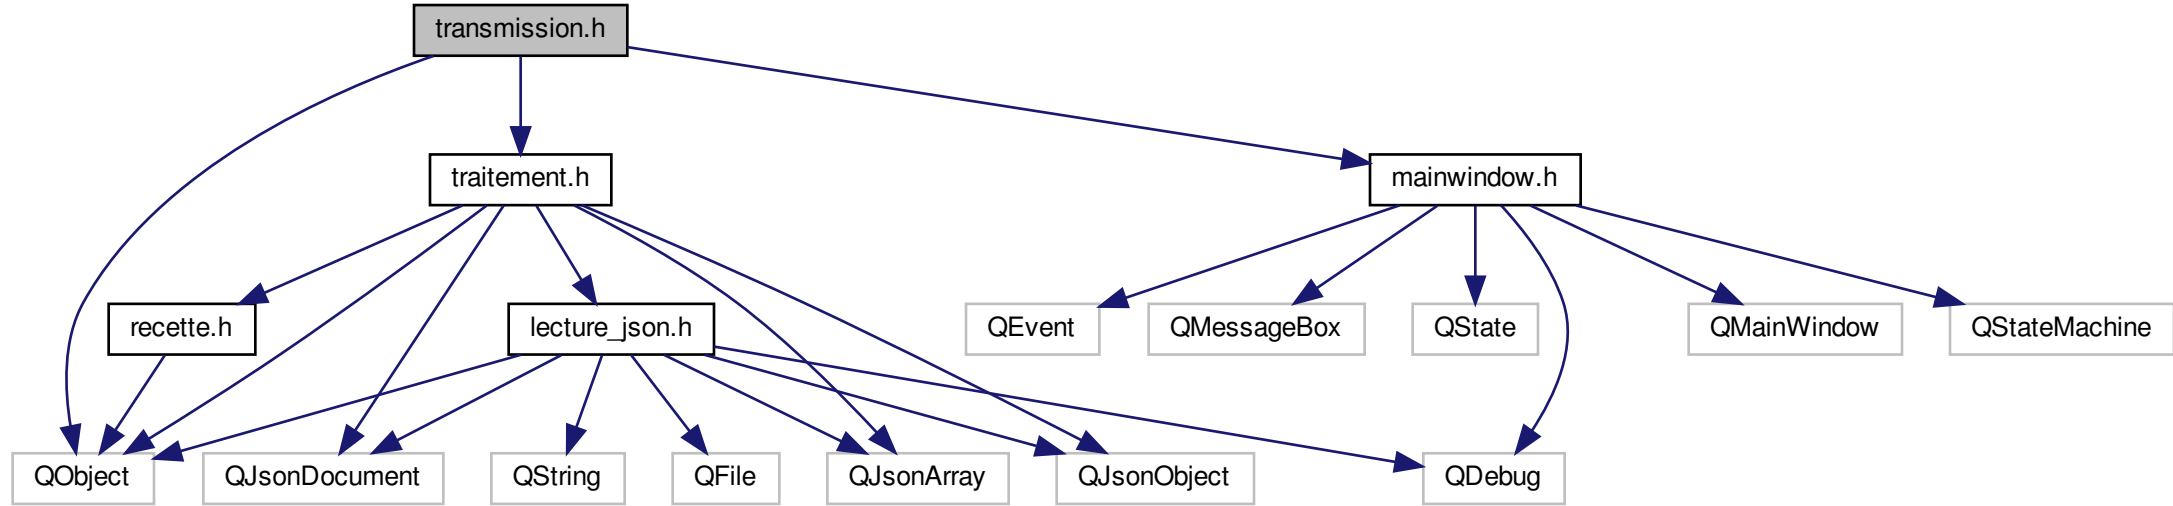 transmission.h
traitement.h
mainwindow.h
recette.h
lecture_json.h
QEvent
QMessageBox
QState
QMainWindow
QStateMachine
QObject
QJsonDocument
QString
QFile
QJsonArray
QJsonObject
QDebug